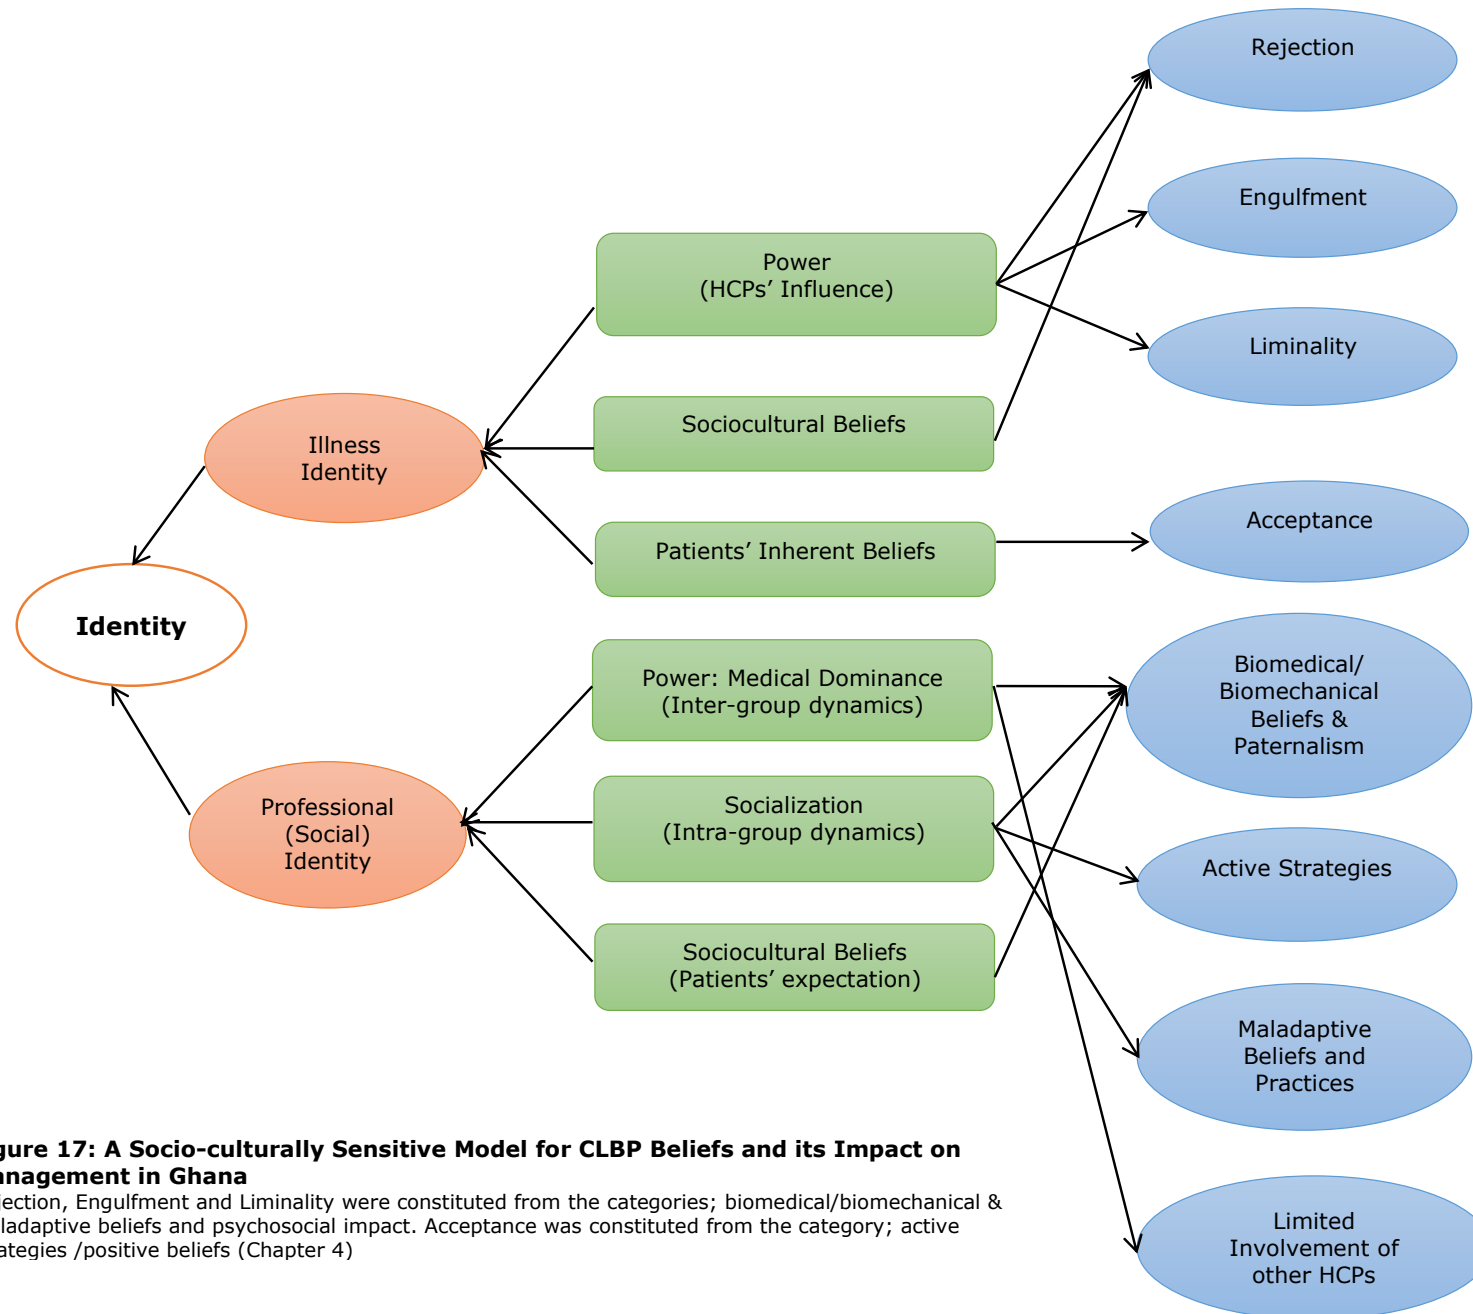 Rejection
Engulfment
Liminality
Acceptance
Biomedical/
Biomechanical
Beliefs &
Paternalism
Active Strategies
Maladaptive
Beliefs and
Practices
Limited
Involvement of
other HCPs
Power
(HCPs’ Influence)
Sociocultural Beliefs
Patients’ Inherent Beliefs
Power: Medical Dominance
(Inter-group dynamics)
Socialization
(Intra-group dynamics)
Sociocultural Beliefs
(Patients’ expectation)
Illness
Identity
Professional
(Social)
Identity
Identity
gure 17: A Socio-culturally Sensitive Model for CLBP Beliefs and its Impact on
anagement in Ghana
jection, Engulfment and Liminality were constituted from the categories; biomedical/biomechanical &
ladaptive beliefs and psychosocial impact. Acceptance was constituted from the category; active
ategies /positive beliefs (Chapter 4)